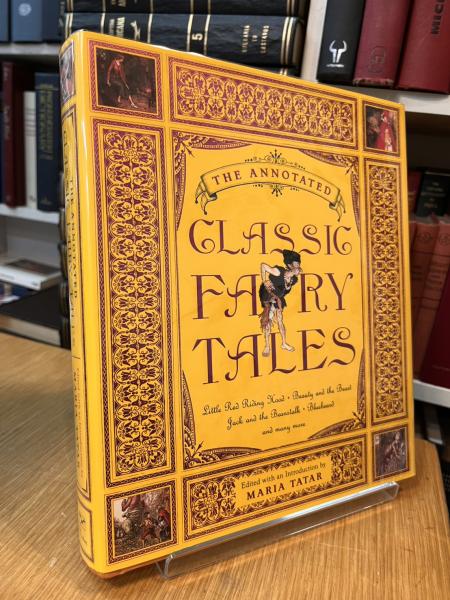 THE ANNOTATED
CLASSIC
FAIRY
TALES
Little Red Riding Hood • Beauty and the Beast
Jack and the Beanstalk • Bluebeard
and many more
Edited with an Introduction by
MARIA TATAR
5